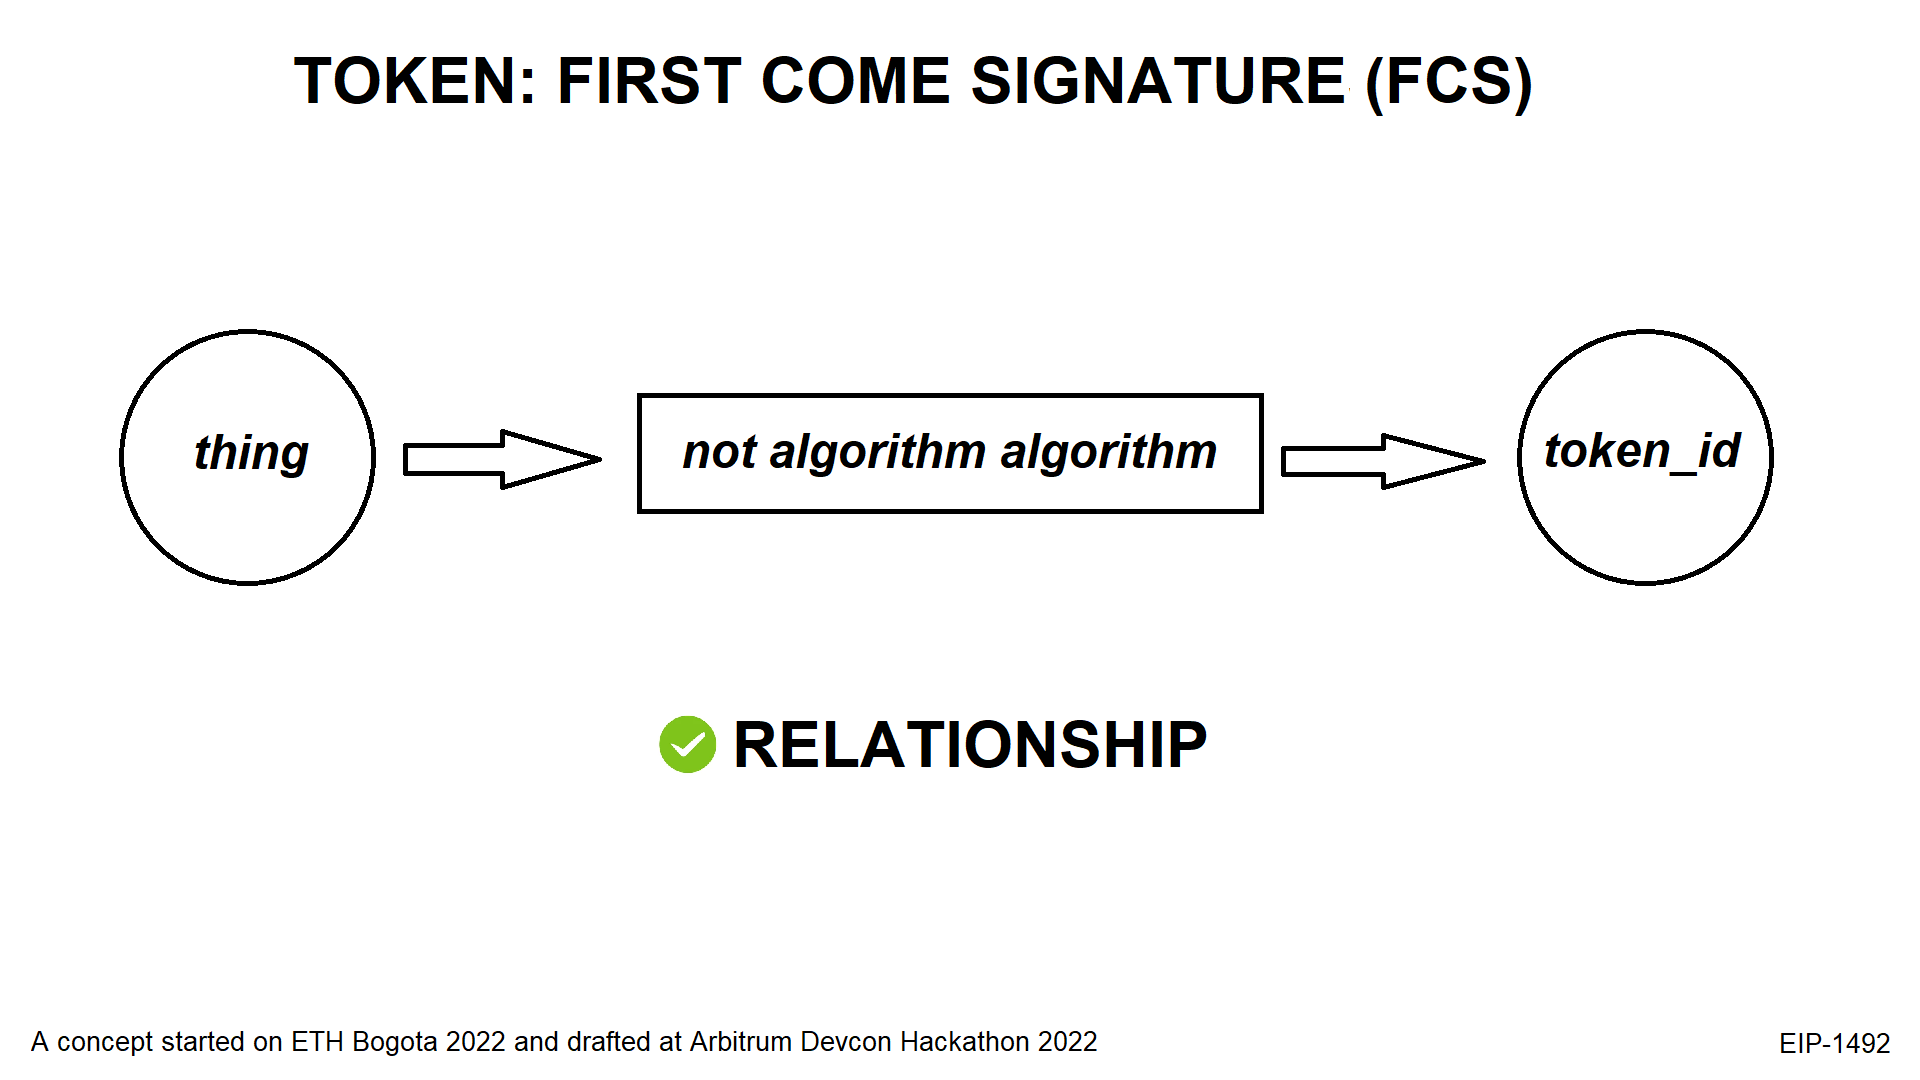 TOKEN: FIRST COME SIGNATURE (FCS)
thing
not algorithm algorithm
token_id
RELATIONSHIP
A concept started on ETH Bogota 2022 and drafted at Arbitrum Devcon Hackathon 2022
EIP-1492